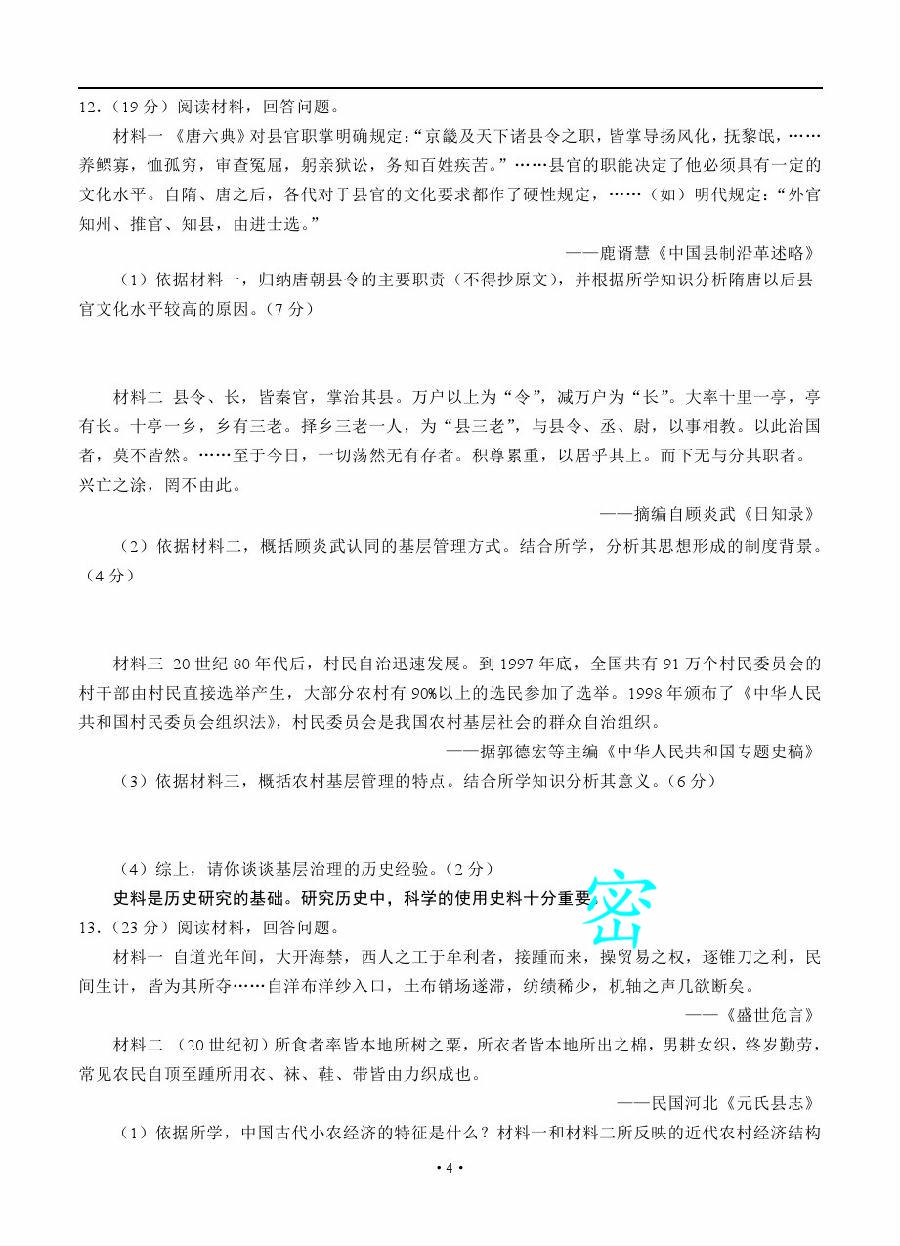 12.（19 分）阅读材料，回答问题。
材料一 《唐六典》对县官职掌明确规定：“京畿及天下诸县令之职，皆掌导扬风化，抚黎氓，……
养鳏寡，恤孤穷，审查冤屈，躬亲狱讼，务知百姓疾苦。”……县官的职能决定了他必须具有一定的
文化水平。自隋、唐之后，各代对于县官的文化要求都作了硬性规定，……（如）明代规定：“外官
知州、推官、知县，由进士选。”
——鹿谞慧《中国县制沿革述略》
（1）依据材料一，归纳唐朝县令的主要职责（不得抄原文），并根据所学知识分析隋唐以后县
官文化水平较高的原因。（7 分）
材料二 县令、长，皆秦官，掌治其县。万户以上为“令”，减万户为“长”。大率十里一亭，亭
有长。十亭一乡，乡有三老。择乡三老一人，为“县三老”，与县令、丞、尉，以事相教。以此治国
者，莫不皆然。……至于今日，一切荡然无有存者。积尊累重，以居乎其上。而下无与分其职者。
兴亡之涂，罔不由此。
——摘编自顾炎武《日知录》
（2）依据材料二，概括顾炎武认同的基层管理方式。结合所学，分析其思想形成的制度背景。
（4 分）
材料三 20 世纪 80 年代后，村民自治迅速发展。到 1997 年底，全国共有 91 万个村民委员会的
村干部由村民直接选举产生，大部分农村有 90%以上的选民参加了选举。1998 年颁布了《中华人民
共和国村民委员会组织法》，村民委员会是我国农村基层社会的群众自治组织。
——据郭德宏等主编《中华人民共和国专题史稿》
（3）依据材料三，概括农村基层管理的特点。结合所学知识分析其意义。（6 分）
（4）综上，请你谈谈基层治理的历史经验。（2 分）
史料是历史研究的基础。研究历史中，科学的使用史料十分重要。
密
13.（23 分）阅读材料，回答问题。
材料一 自道光年间，大开海禁，西人之工于牟利者，接踵而来，操贸易之权，逐锥刀之利，民
间生计，皆为其所夺……自洋布洋纱入口，土布销场遂滞，纺绩稀少，机轴之声几欲断矣。
——《盛世危言》
材料二 （20 世纪初）所食者率皆本地所树之粟，所衣者皆本地所出之棉，男耕女织，终岁勤劳，
常见农民自顶至踵所用衣、袜、鞋、带皆由力织成也。
——民国河北《元氏县志》
（1）依据所学，中国古代小农经济的特征是什么？材料一和材料二所反映的近代农村经济结构
• 4 •